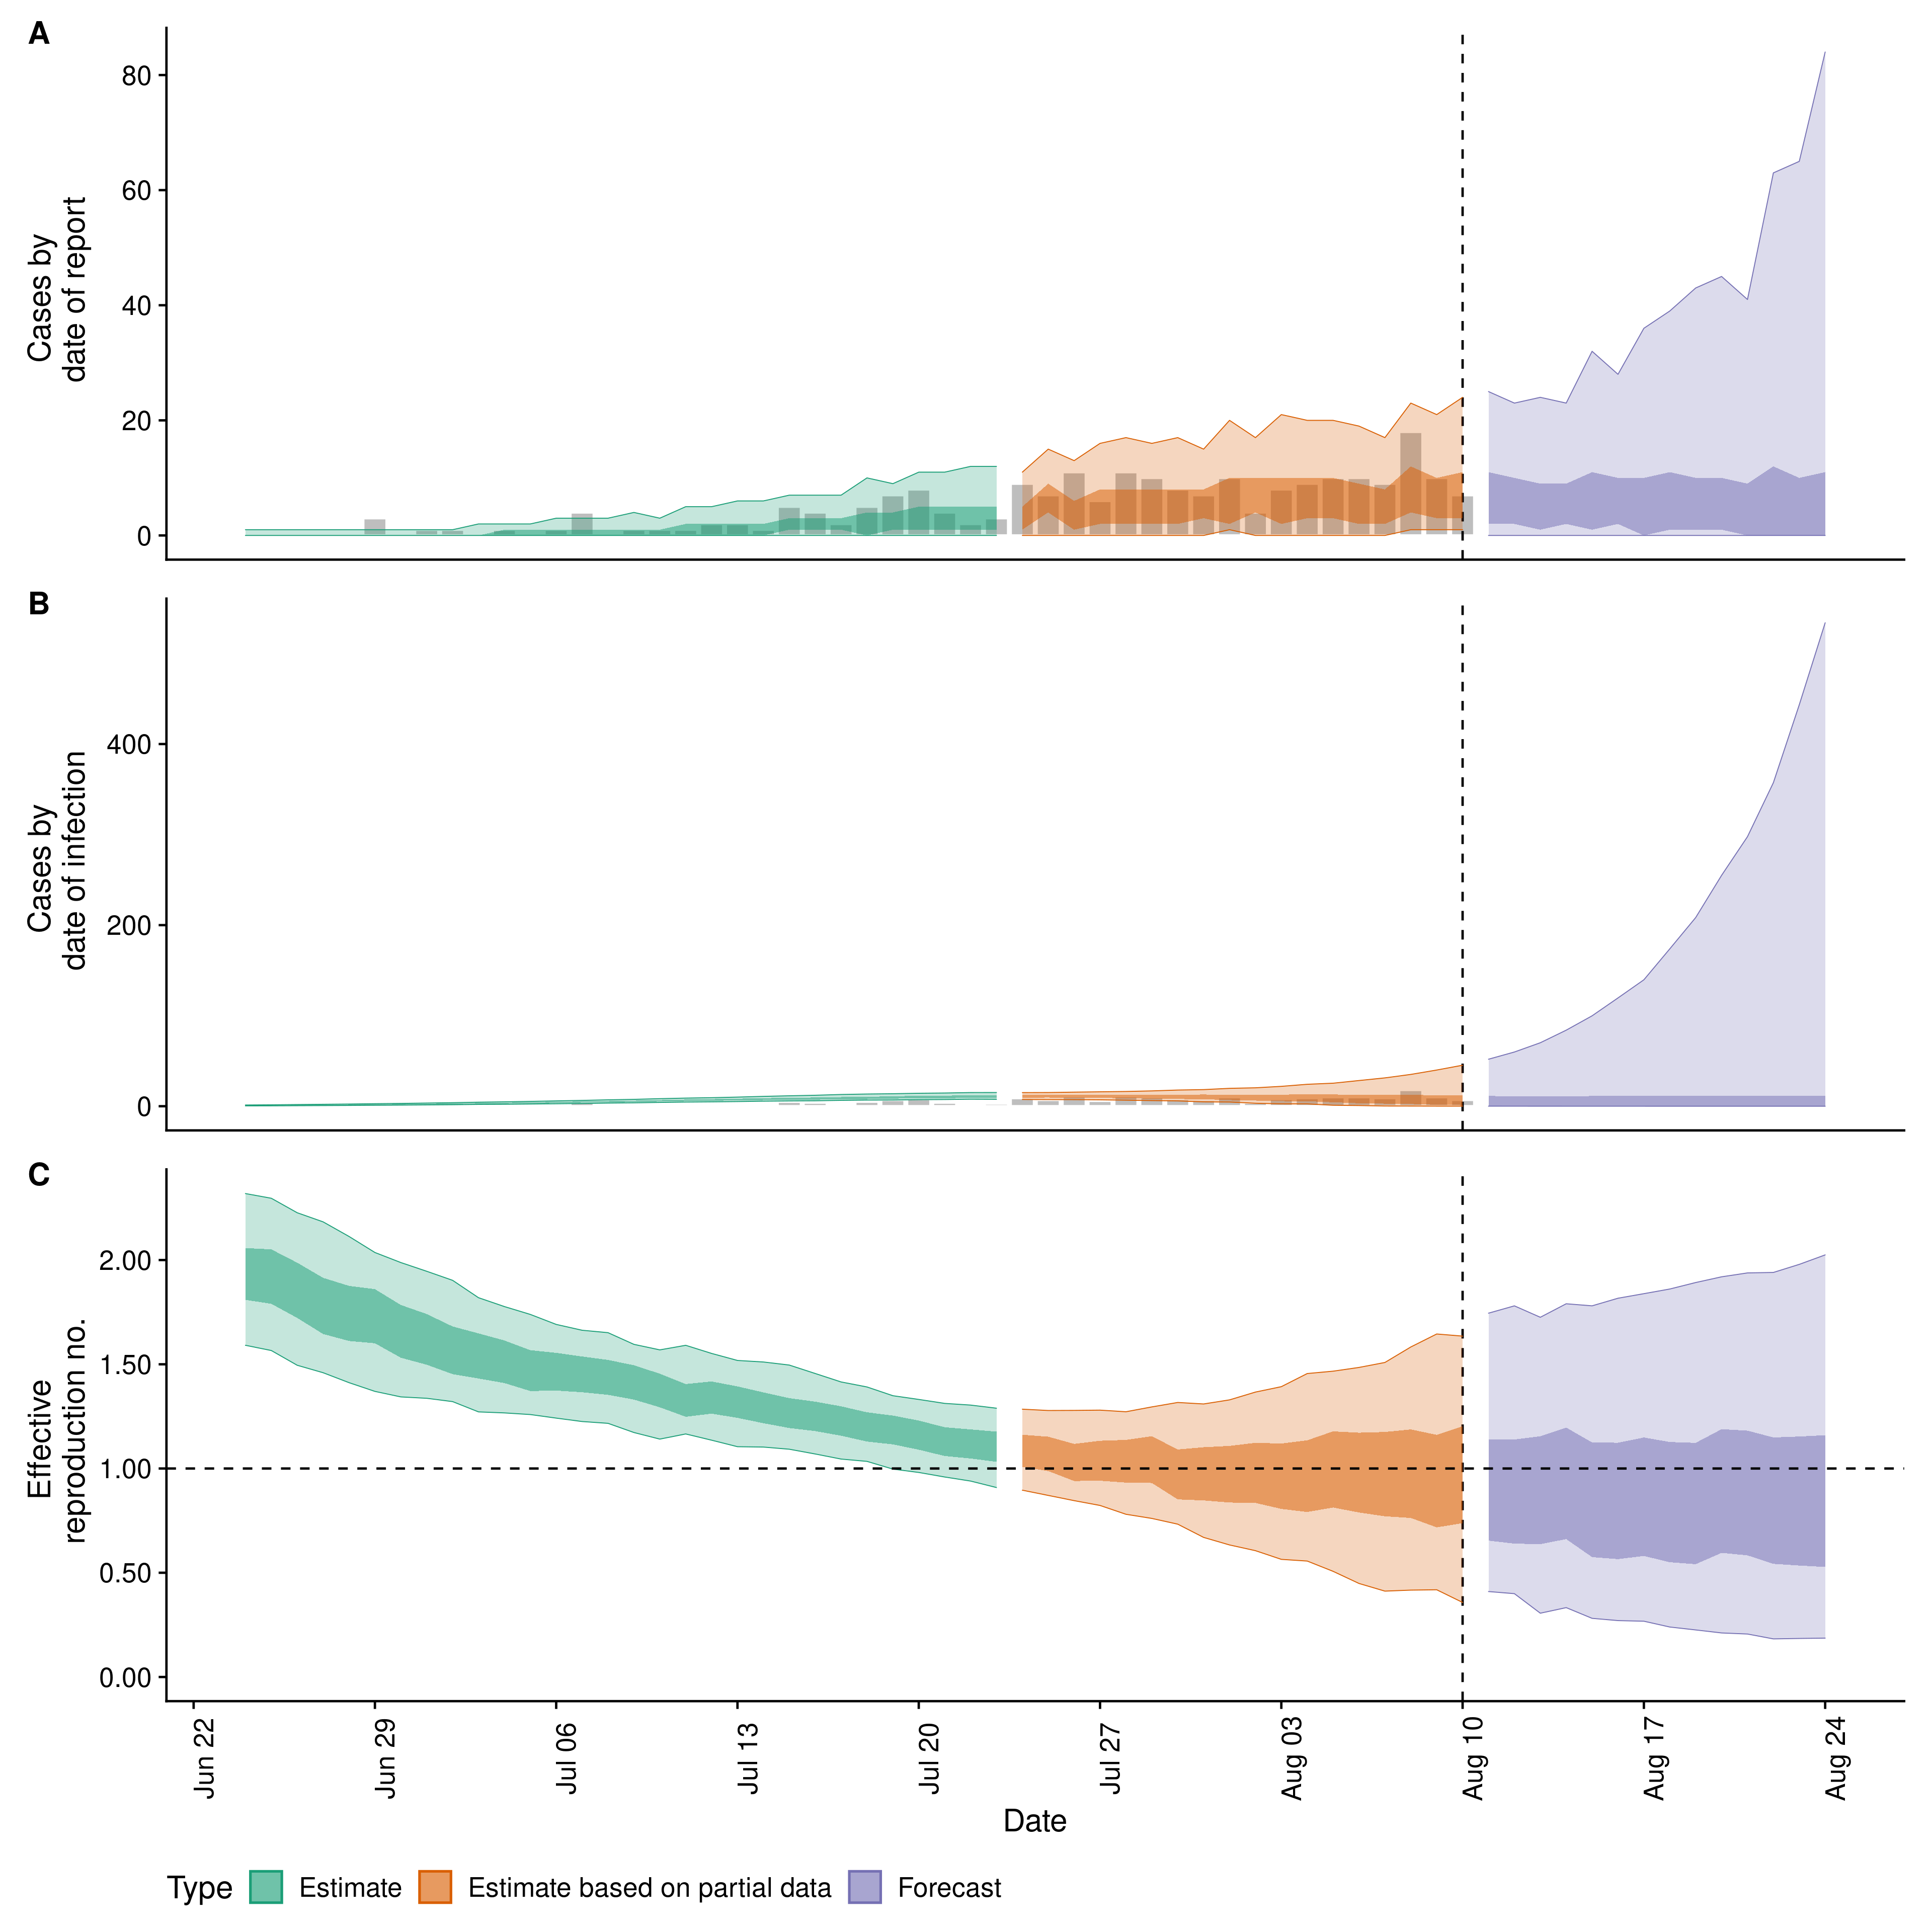 A
80
60
40
20
0
Cases by
date of report
B
400
200
0
Cases by
date of infection
C
2.00
1.50
1.00
0.50
0.00
Effective
reproduction no.
Jun 22
Jun 29
Jul 06
Jul 13
Jul 20
Jul 27
Aug 03
Aug 10
Aug 17
Aug 24
Date
Type Estimate Estimate based on partial data Forecast